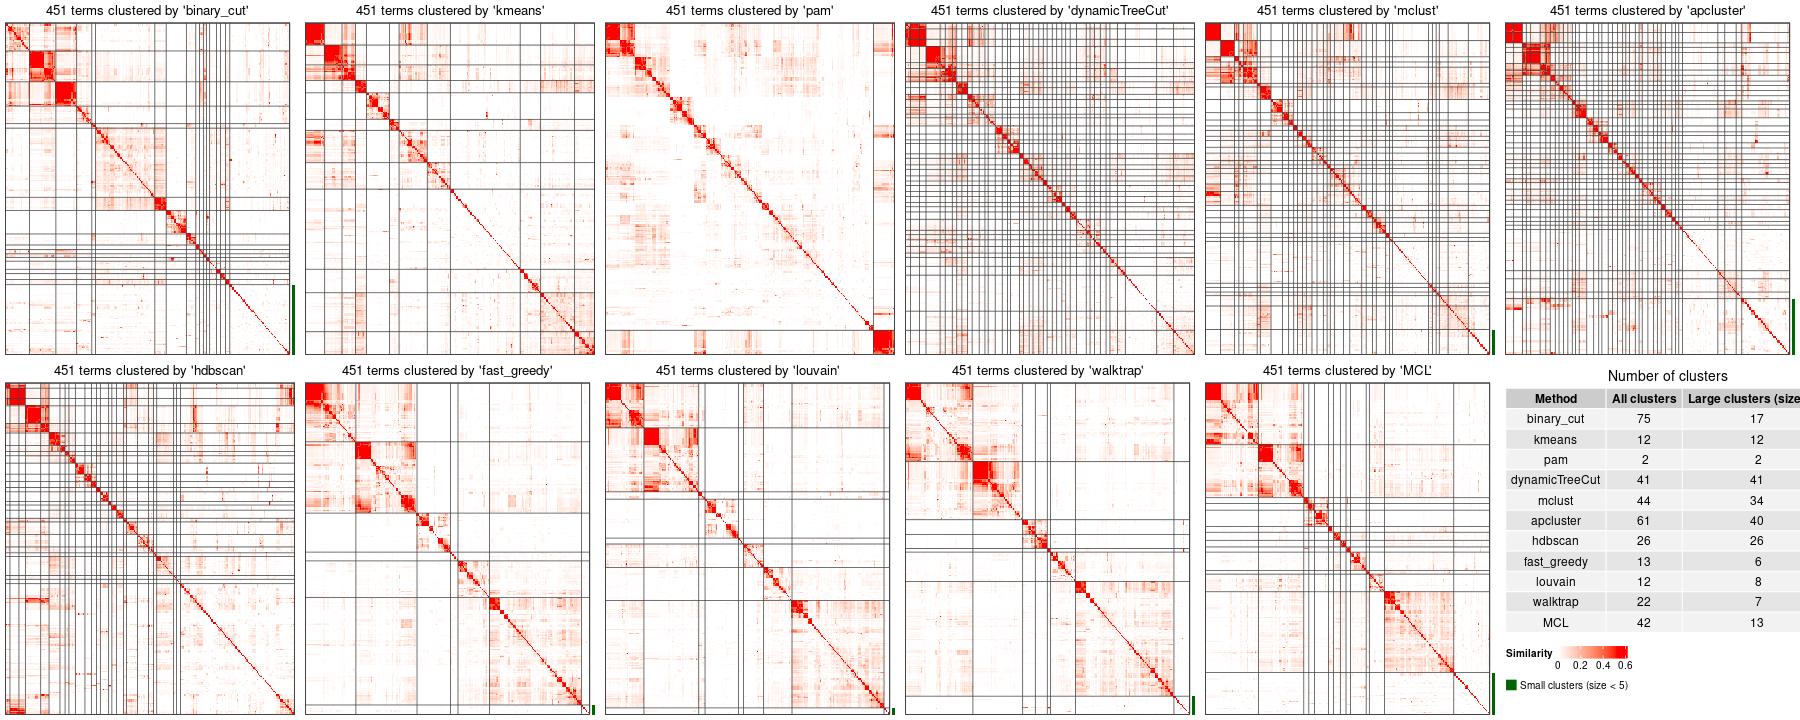 451 terms clustered by 'binary_cut'
451 terms clustered by 'kmeans'
451 terms clustered by 'pam'
451 terms clustered by 'dynamicTreeCut'
451 terms clustered by 'mclust'
451 terms clustered by 'apcluster'
451 terms clustered by 'hdbscan'
451 terms clustered by 'fast_greedy'
451 terms clustered by 'louvain'
451 terms clustered by 'walktrap'
451 terms clustered by 'MCL'
Number of clusters
Method All clusters Large clusters (size
binary_cut 75 17
kmeans 12 12
pam 2 2
dynamicTreeCut 41 41
mclust 44 34
apcluster 61 40
hdbscan 26 26
fast_greedy 13 6
louvain 12 8
walktrap 22 7
MCL 42 13
Similarity
0 0.2 0.4 0.6
Small clusters (size < 5)